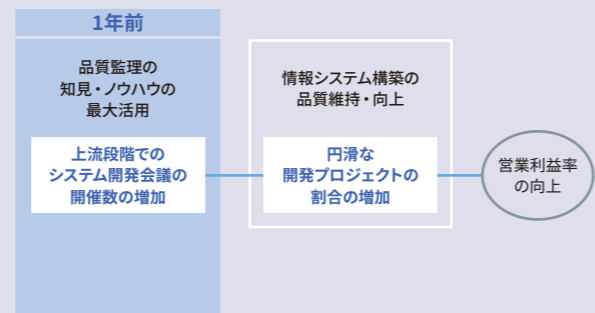 1年前
品質監理の
知見・ノウハウの
最大活用
上流段階での
システム開発会議の
開催数の増加
情報システム構築の
品質維持・向上
円滑な
開発プロジェクトの
割合の増加
営業利益率
の向上